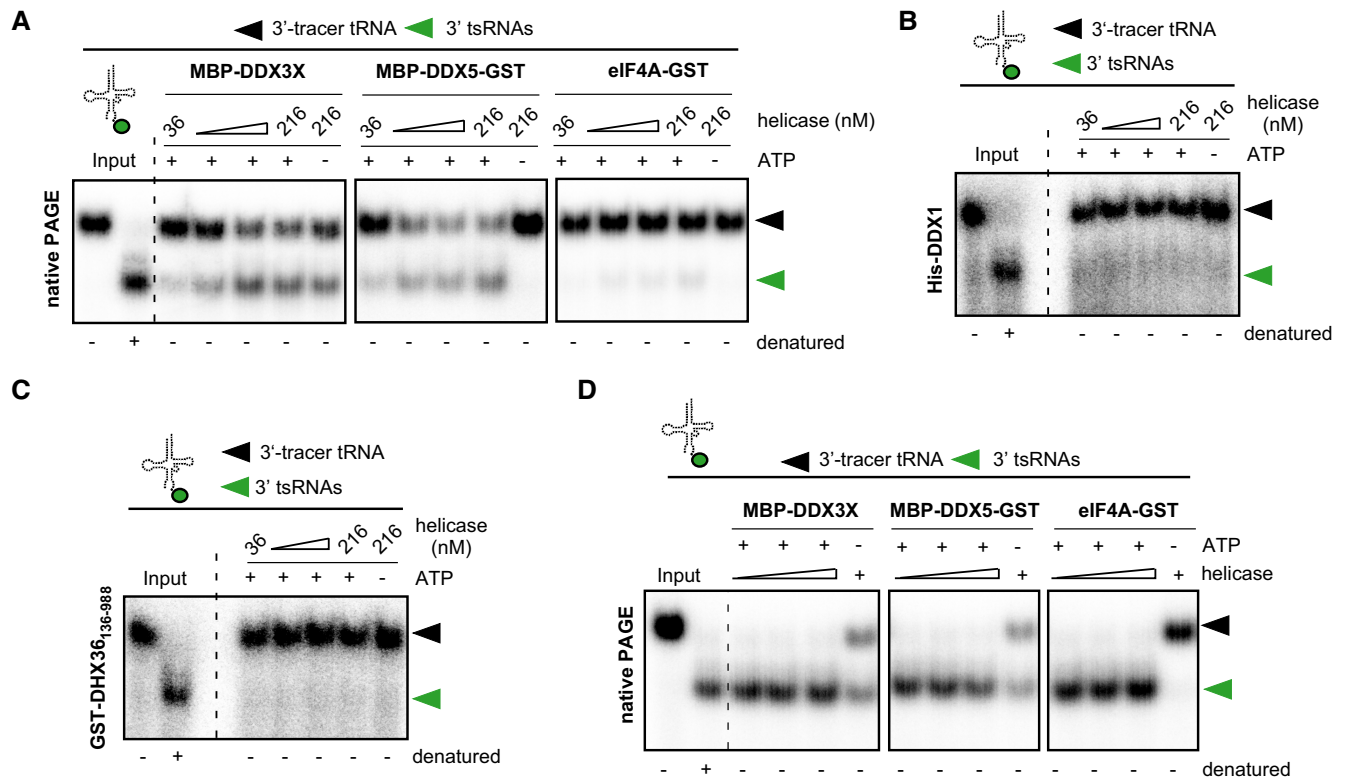 A
3'-tracer tRNA 3' tsRNAs
MBP-DDX3X MBP-DDX5-GST eIF4A-GST
36 216 216 36 216 216 36 216 216 helicase (nM)
Input + + + + - + + + + - + + + + - ATP
native PAGE
- + - - - - - - - - - - - - - - - denatured
B
3'-tracer tRNA
3' tsRNAs
helicase
(nM)
36 216 216
Input + + + + - ATP
His-DDX1
- + - - - - -
denatured
C
3'-tracer tRNA
3' tsRNAs
helicase
(nM)
36 216 216
Input + + + + - ATP
GST-DHX36136-988
- + - - - - - denatured
D
3'-tracer tRNA 3' tsRNAs
MBP-DDX3X MBP-DDX5-GST eIF4A-GST
+ + + - + + + - + + + - ATP
Input + + + helicase
native PAGE
- + - - - - - - - - - - - -
denatured